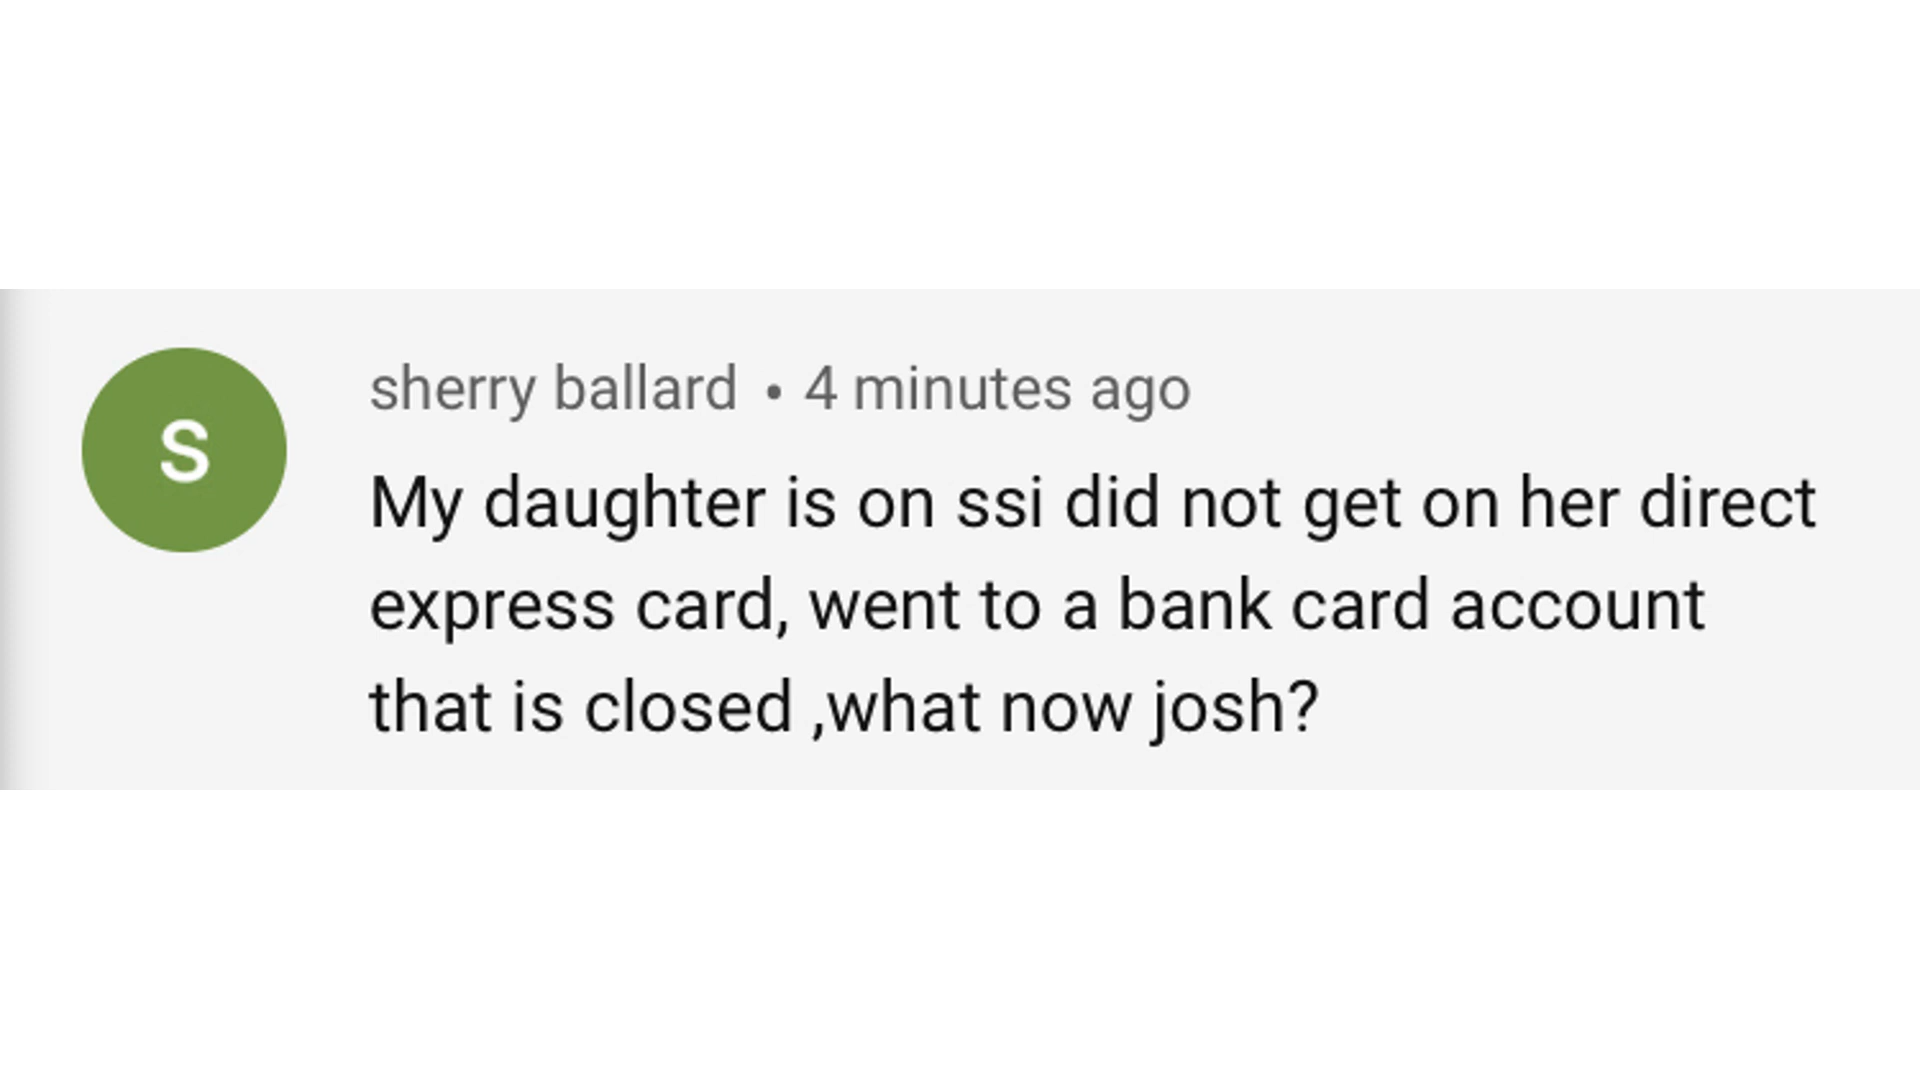 S
sherry ballard • 4 minutes ago
My daughter is on ssi did not get on her direct
express card, went to a bank card account
that is closed ,what now josh?